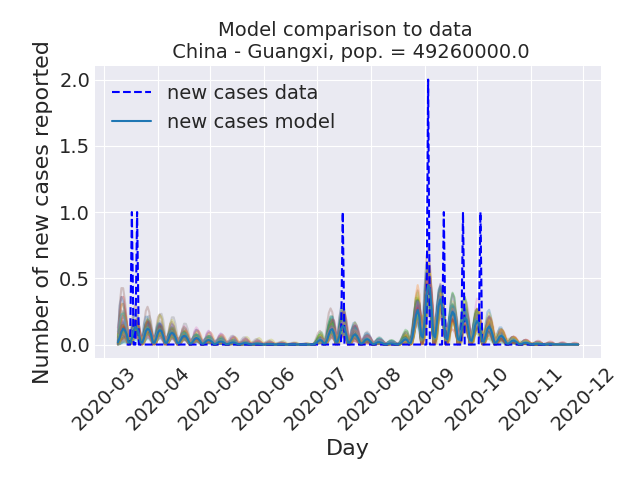 Model comparison to data
China - Guangxi, pop. = 49260000.0
Number of new cases reported
2.0
1.5
1.0
0.5
0.0
new cases data
new cases model
2020-03
2020-04
2020-05
2020-06
2020-07
2020-08
2020-09
2020-10
2020-11
2020-12
Day